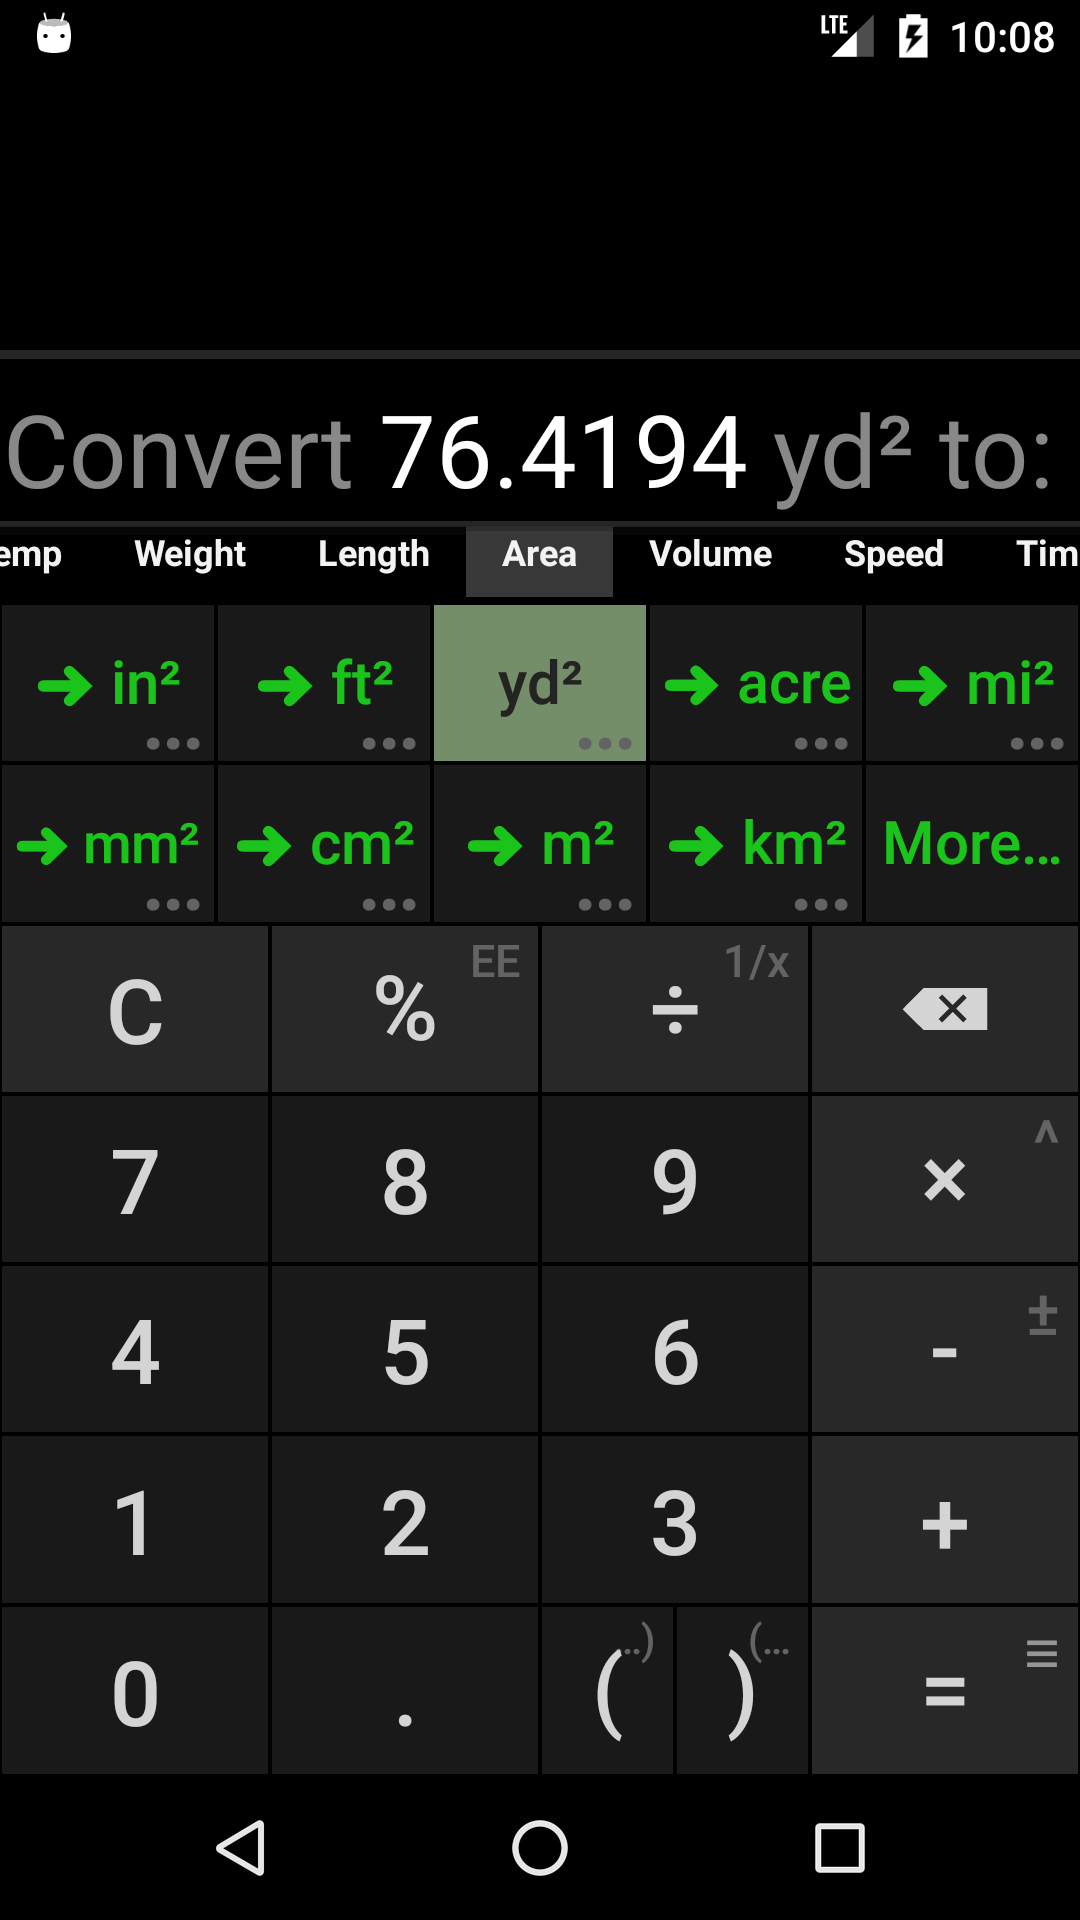 LTE 10:08
Convert 76.4194 yd² to:
emp Weight Length Area Volume Speed Tim
→ in² → ft² yd² → acre → mi²
→ mm² → cm² → m² → km² More...
C % EE ÷ 1/x
7 8 9 × ^
4 5 6 - ±
1 2 3 +
0 . ( ..) ) (... =